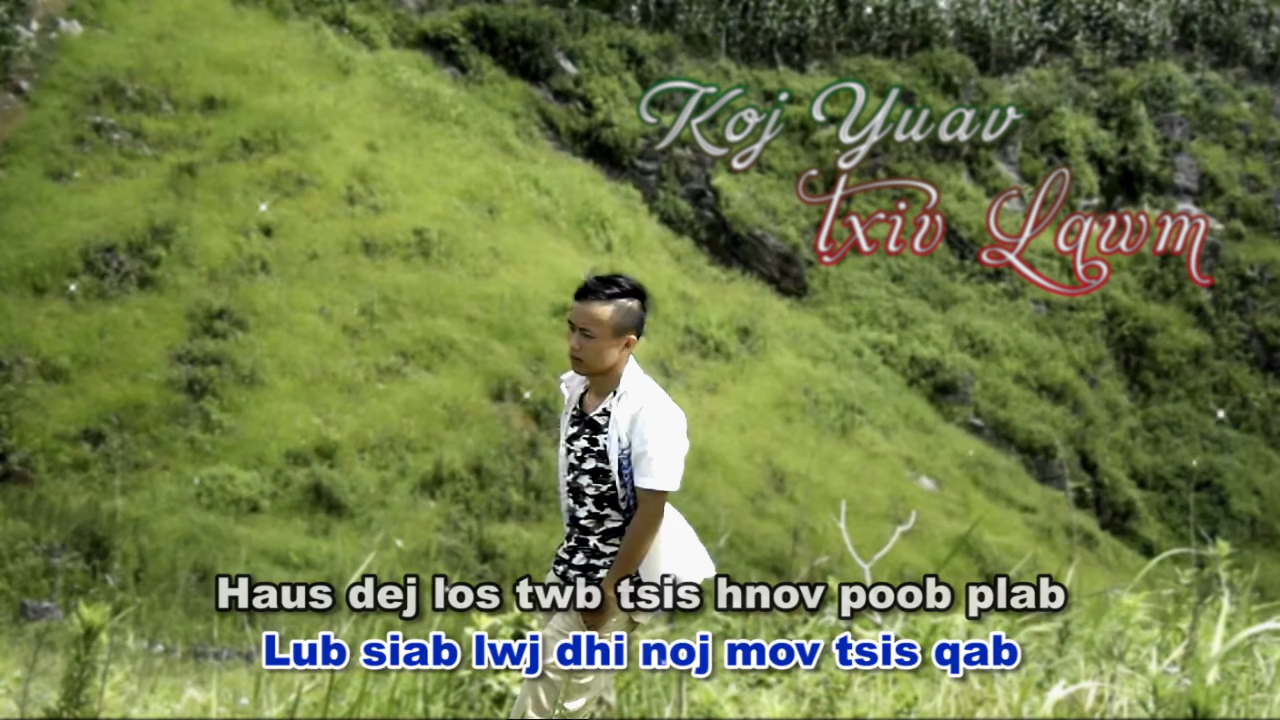 Koj Yuav
txiv Lawm
Haus dej los twb tsis hnov poob plab
Lub siab lwj dhi noj mov tsis qab